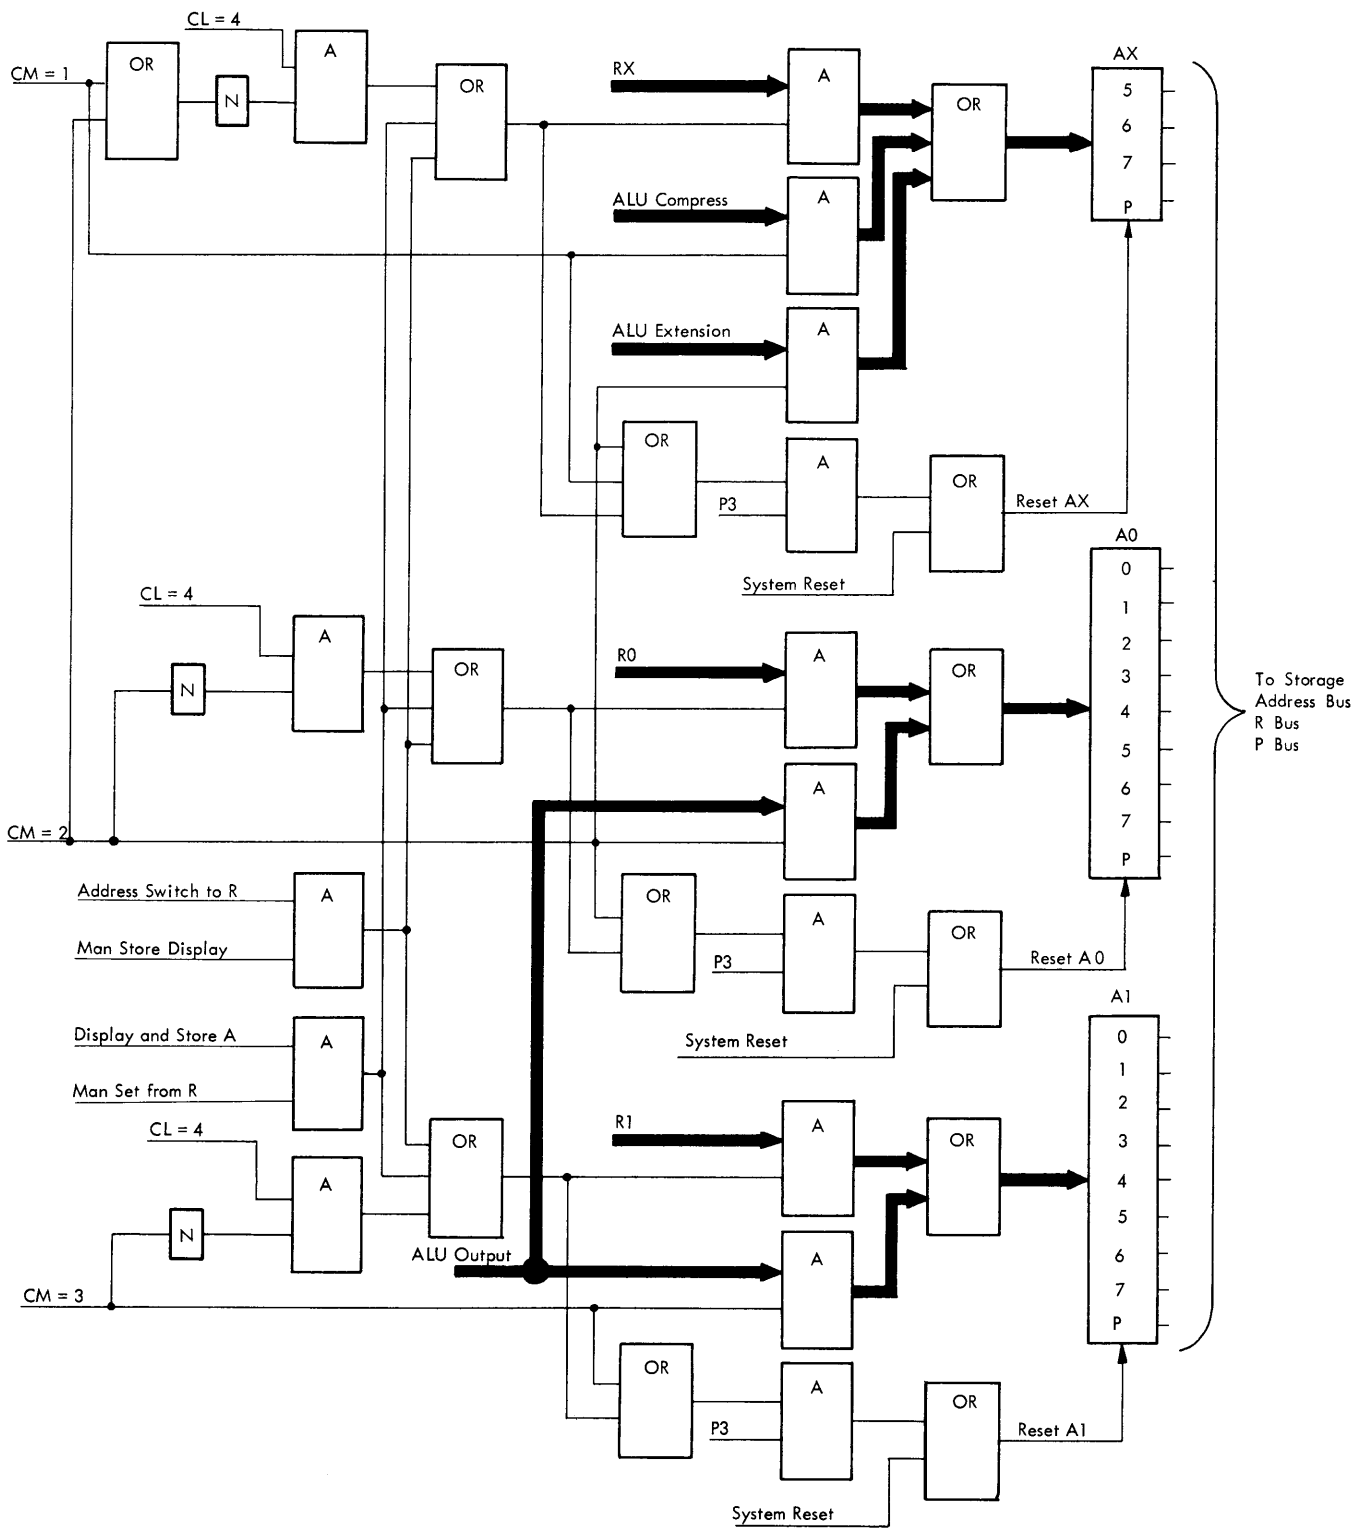 CL = 4
A
OR
CM = 1
N
OR
RX
A
OR
AX
5
6
7
P
ALU Compress
A
ALU Extension
A
OR
A
P3
OR
Reset AX
System Reset
A0
0
1
2
3
4
5
6
7
P
CL = 4
A
N
OR
R0
A
OR
A
CM = 2
To Storage
Address Bus
R Bus
P Bus
Address Switch to R
A
Man Store Display
OR
A
P3
OR
Reset A0
System Reset
A1
0
1
2
3
4
5
6
7
P
Display and Store A
A
Man Set from R
CL = 4
A
N
OR
R1
A
OR
ALU Output
A
CM = 3
OR
A
P3
OR
Reset A1
System Reset